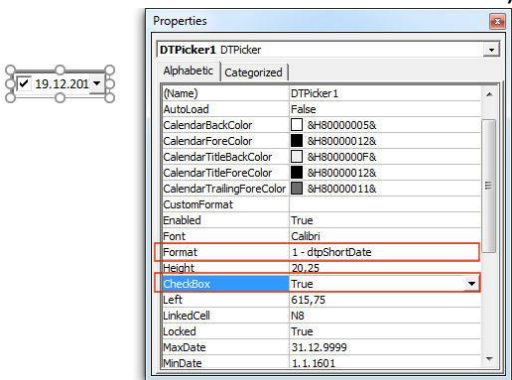 Properties
DTPicker1 DTPicker
Alphabetic Categorized
19.12.201
(Name) DTPicker1
AutoLoad False
CalendarBackColor &H80000005&
CalendarForeColor &H80000012&
CalendarTitleBackColor &H8000000F&
CalendarTitleForeColor &H80000012&
CalendarTrailingForeColor &H80000011&
CustomFormat
Enabled True
Font Calibri
Format 1 - dtpShortDate
Height 20,25
CheckBox True
Left 615,75
LinkedCell N8
Locked True
MaxDate 31.12.9999
MinDate 1.1.1601